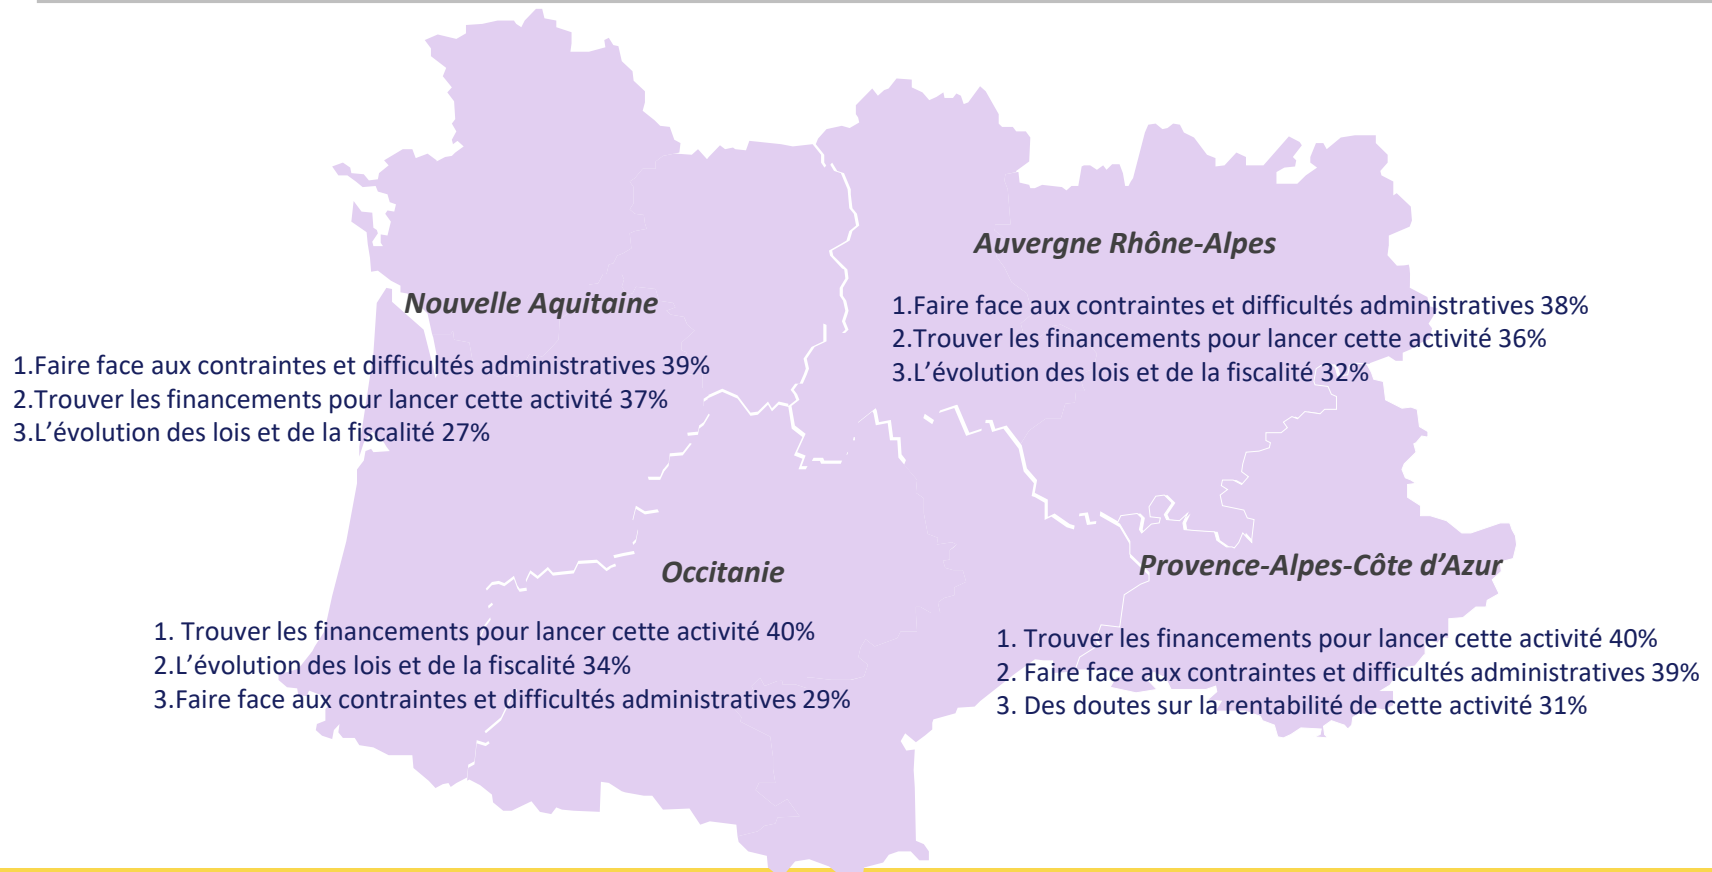 Auvergne Rhône-Alpes
1.Faire face aux contraintes et difficultés administratives 38%
2.Trouver les financements pour lancer cette activité 36%
3.L’évolution des lois et de la fiscalité 32%
Nouvelle Aquitaine
1.Faire face aux contraintes et difficultés administratives 39%
2.Trouver les financements pour lancer cette activité 37%
3.L’évolution des lois et de la fiscalité 27%
Occitanie
1. Trouver les financements pour lancer cette activité 40%
2.L’évolution des lois et de la fiscalité 34%
3.Faire face aux contraintes et difficultés administratives 29%
Provence-Alpes-Côte d’Azur
1. Trouver les financements pour lancer cette activité 40%
2. Faire face aux contraintes et difficultés administratives 39%
3. Des doutes sur la rentabilité de cette activité 31%